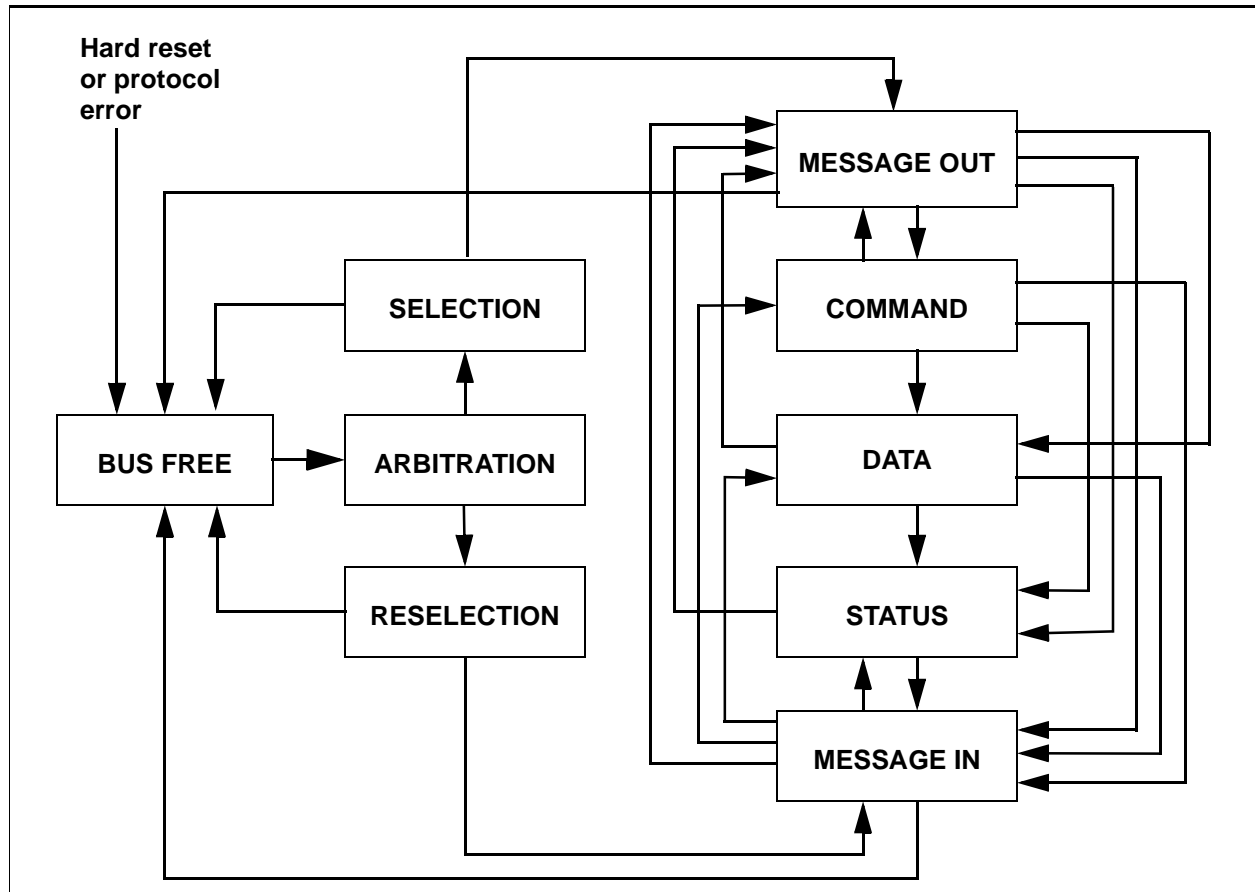 Hard reset
or protocol
error
MESSAGE OUT
SELECTION
COMMAND
BUS FREE
ARBITRATION
DATA
RESELECTION
STATUS
MESSAGE IN